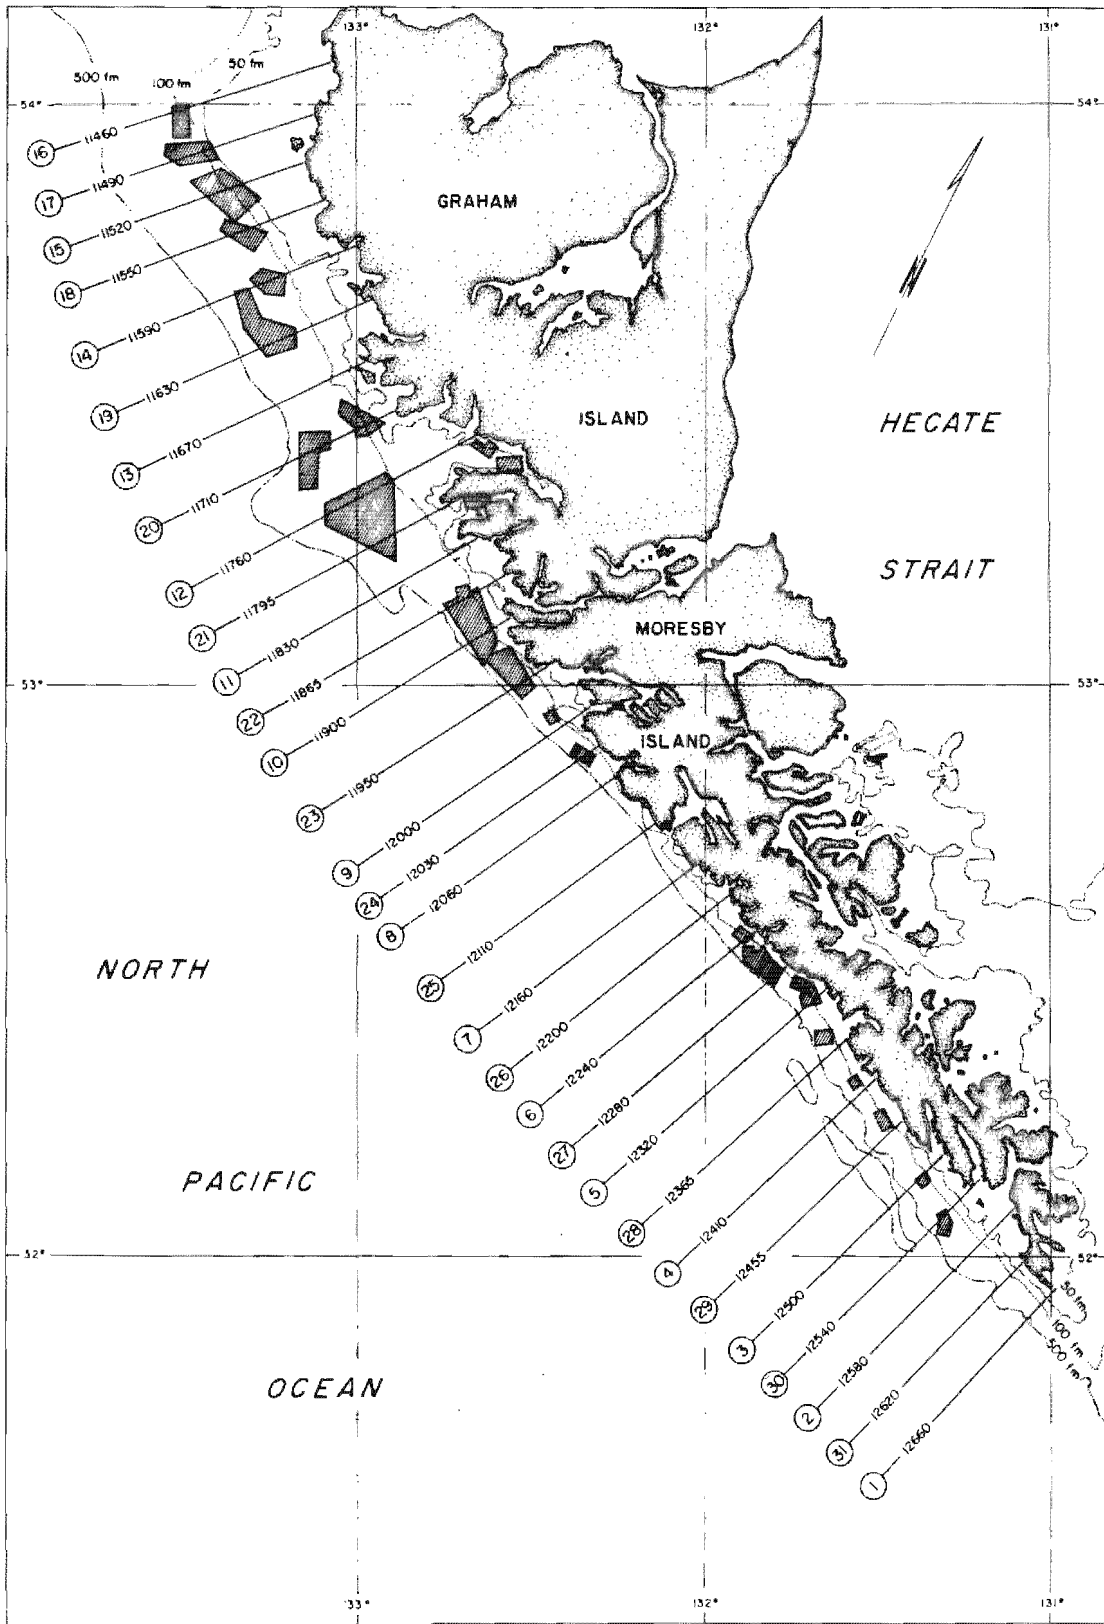 133°
132°
131°
50 fm
500 fm
100 fm
54°
54°
16 11460
17 11490
15 11520
18 11550
14 11590
19 11630
13 11670
20 11710
12 11760
21 11795
11 11830
22 11865
10 11900
23 11950
9 12000
24 12030
8 12060
25 12110
7 12160
26 12200
6 12240
27 12280
5 12320
28 12365
4 12410
29 12455
3 12500
30 12540
2 12580
31 12620
1 12660
GRAHAM
ISLAND
HECATE
STRAIT
MORESBY
ISLAND
N
53°
53°
NORTH
PACIFIC
OCEAN
52°
52°
50 fm
100 fm
500 fm
133°
132°
131°